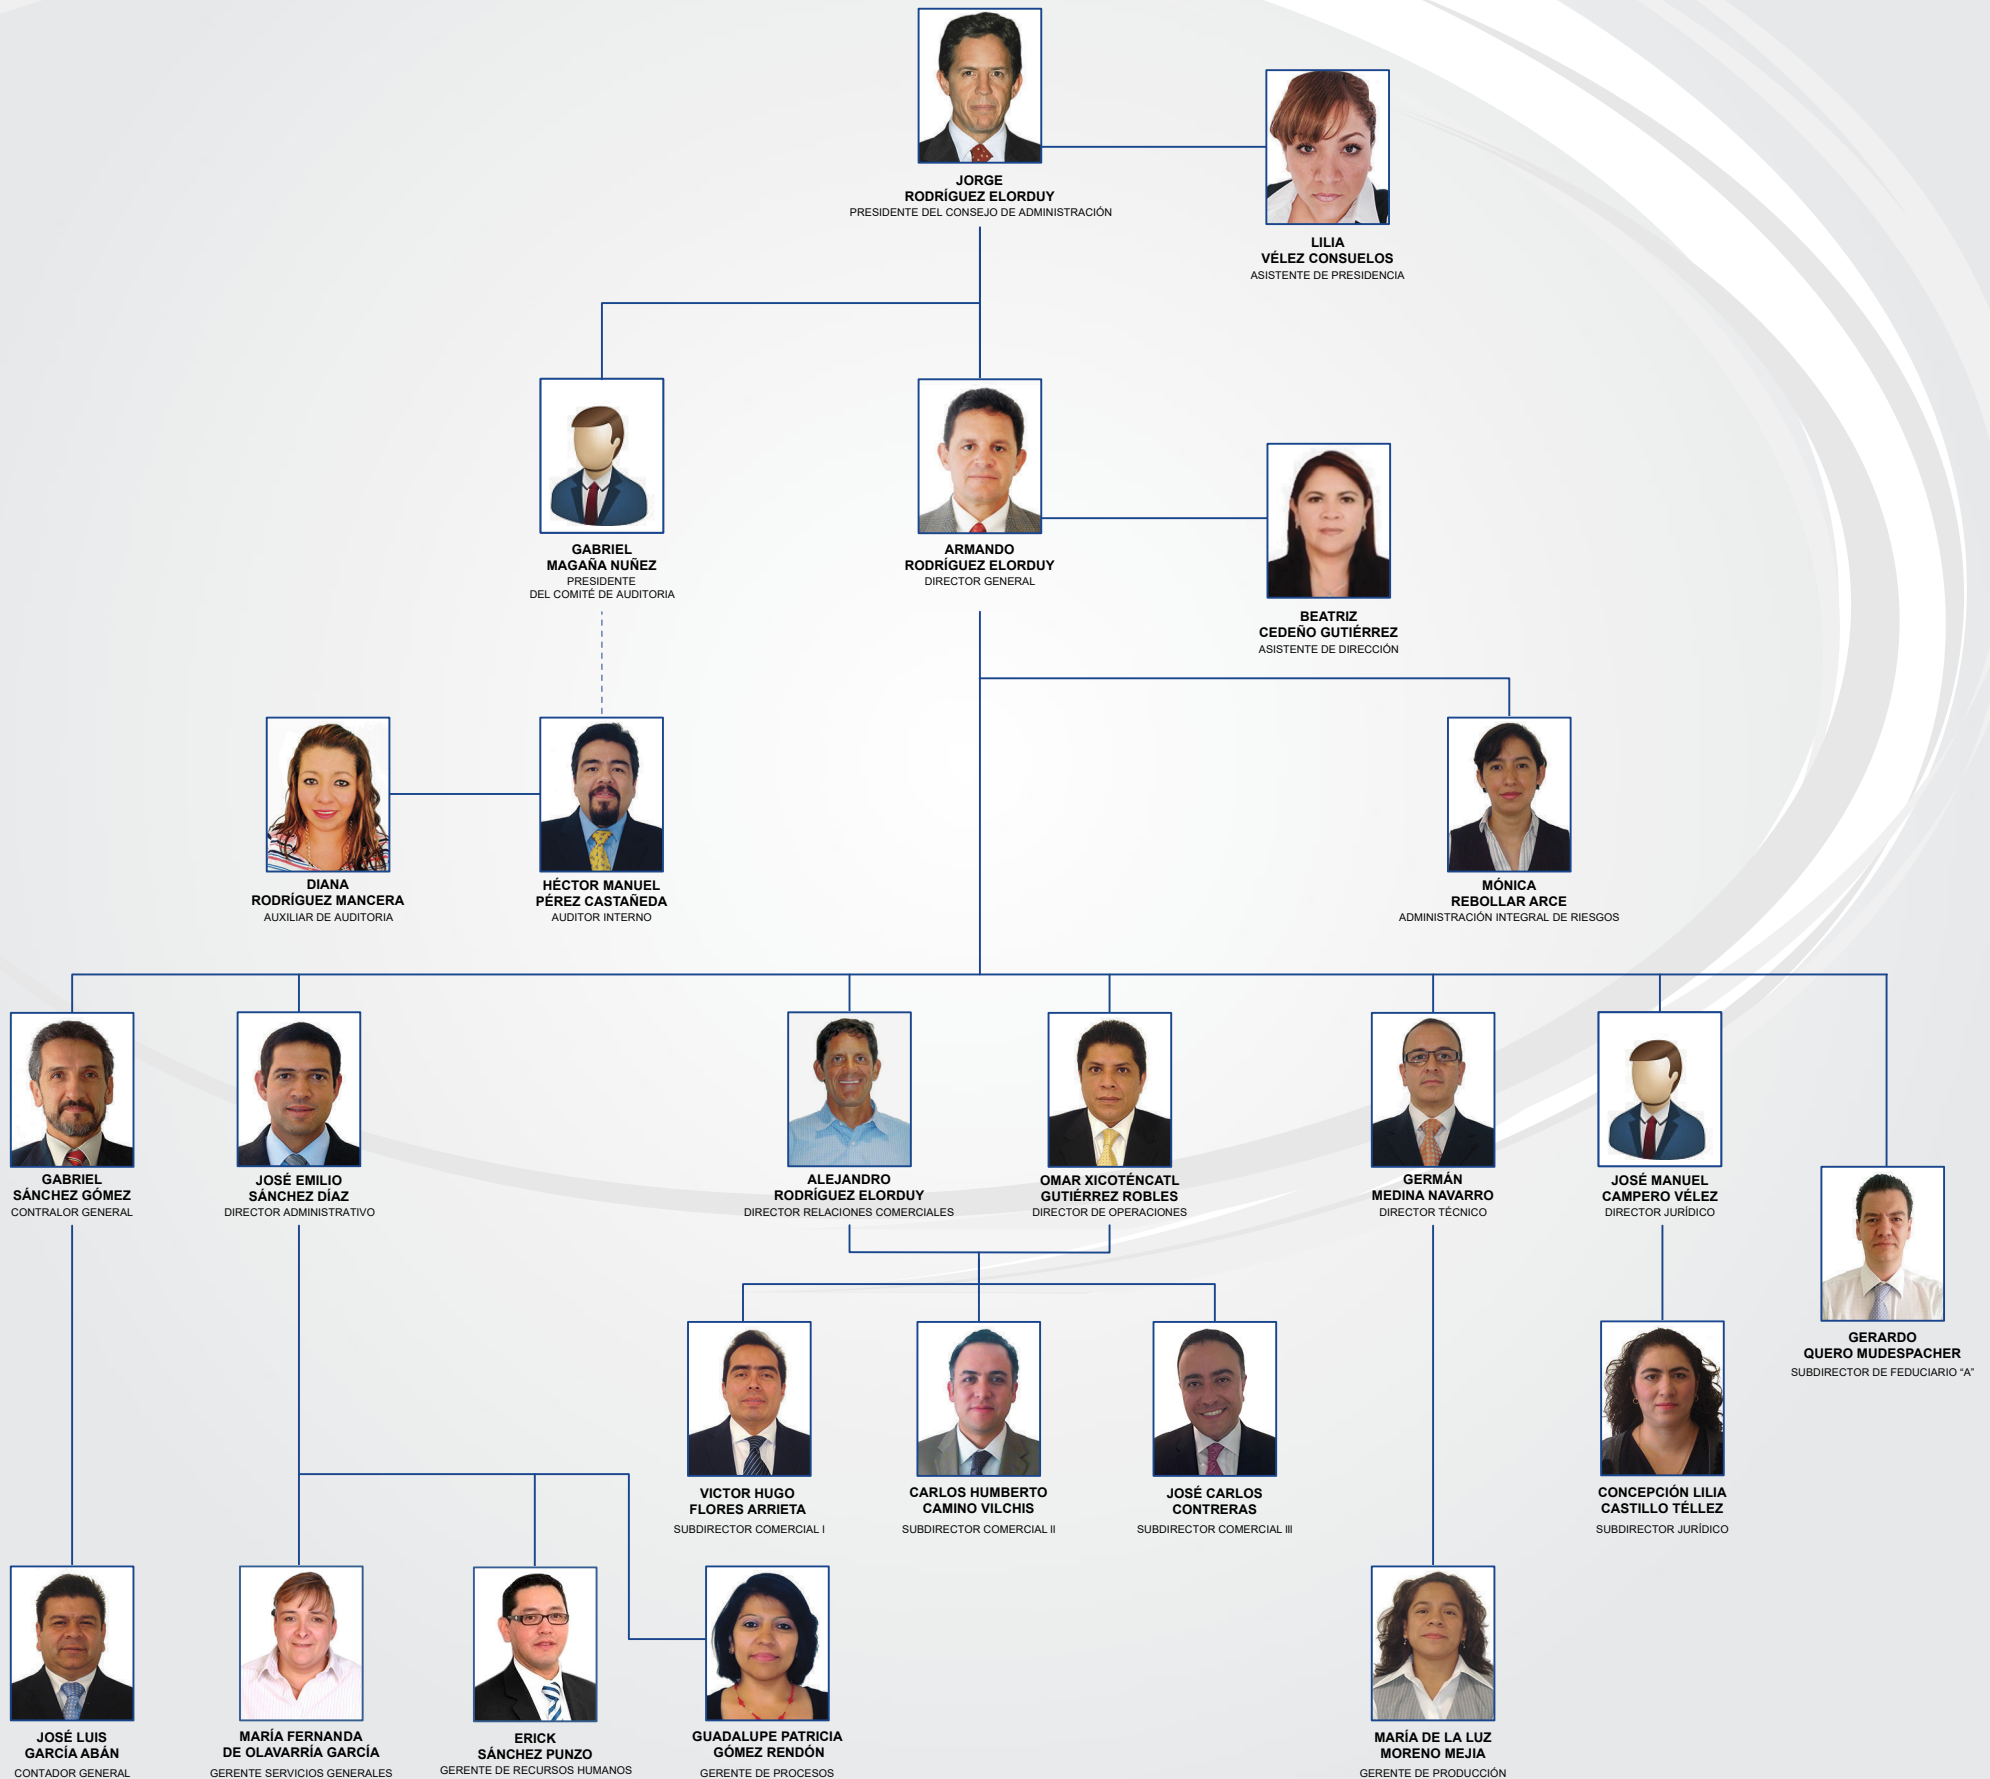 JORGE
RODRÍGUEZ ELORDUY
PRESIDENTE DEL CONSEJO DE ADMINISTRACIÓN
LILIA
VÉLEZ CONSUELOS
ASISTENTE DE PRESIDENCIA
GABRIEL
MAGAÑA NUÑEZ
PRESIDENTE
DEL COMITÉ DE AUDITORIA
ARMANDO
RODRÍGUEZ ELORDUY
DIRECTOR GENERAL
BEATRIZ
CEDEÑO GUTIÉRREZ
ASISTENTE DE DIRECCIÓN
DIANA
RODRÍGUEZ MANCERA
AUXILIAR DE AUDITORIA
HÉCTOR MANUEL
PÉREZ CASTAÑEDA
AUDITOR INTERNO
MÓNICA
REBOLLAR ARCE
ADMINISTRACIÓN INTEGRAL DE RIESGOS
GABRIEL
SÁNCHEZ GÓMEZ
CONTRALOR GENERAL
JOSÉ EMILIO
SÁNCHEZ DÍAZ
DIRECTOR ADMINISTRATIVO
ALEJANDRO
RODRÍGUEZ ELORDUY
DIRECTOR RELACIONES COMERCIALES
OMAR XICOTÉNCATL
GUTIÉRREZ ROBLES
DIRECTOR DE OPERACIONES
GERMÁN
MEDINA NAVARRO
DIRECTOR TÉCNICO
JOSÉ MANUEL
CAMPERO VÉLEZ
DIRECTOR JURÍDICO
GERARDO
QUERO MUDESPACHER
SUBDIRECTOR DE FEDUCIARIO “A”
VICTOR HUGO
FLORES ARRIETA
SUBDIRECTOR COMERCIAL I
CARLOS HUMBERTO
CAMINO VILCHIS
SUBDIRECTOR COMERCIAL II
JOSÉ CARLOS
CONTRERAS
SUBDIRECTOR COMERCIAL III
CONCEPCIÓN LILIA
CASTILLO TÉLLEZ
SUBDIRECTOR JURÍDICO
JOSÉ LUIS
GARCÍA ABÁN
CONTADOR GENERAL
MARÍA FERNANDA
DE OLAVARRÍA GARCÍA
GERENTE SERVICIOS GENERALES
ERICK
SÁNCHEZ PUNZO
GERENTE DE RECURSOS HUMANOS
GUADALUPE PATRICIA
GÓMEZ RENDÓN
GERENTE DE PROCESOS
MARÍA DE LA LUZ
MORENO MEJIA
GERENTE DE PRODUCCIÓN